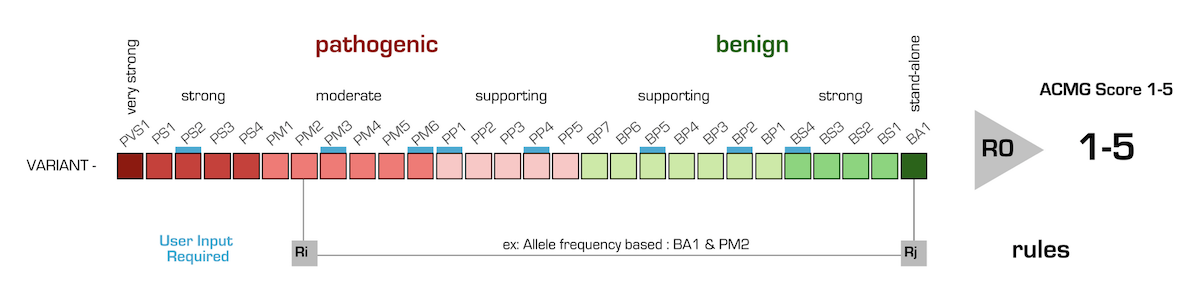 pathogenic
benign
very strong
strong
moderate
supporting
supporting
strong
stand-alone
ACMG Score 1-5
PVS1 PS1 PS2 PS3 PS4 PM1 PM2 PM3 PM4 PM5 PM6 PP1 PP2 PP3 PP4 PP5 BP7 BP6 BP5 BP4 BP3 BP2 BP1 BS4 BS3 BS2 BS1 BA1
VARIANT -
R0
1-5
User Input
Required
Ri
ex: Allele frequency based : BA1 & PM2
Rj
rules